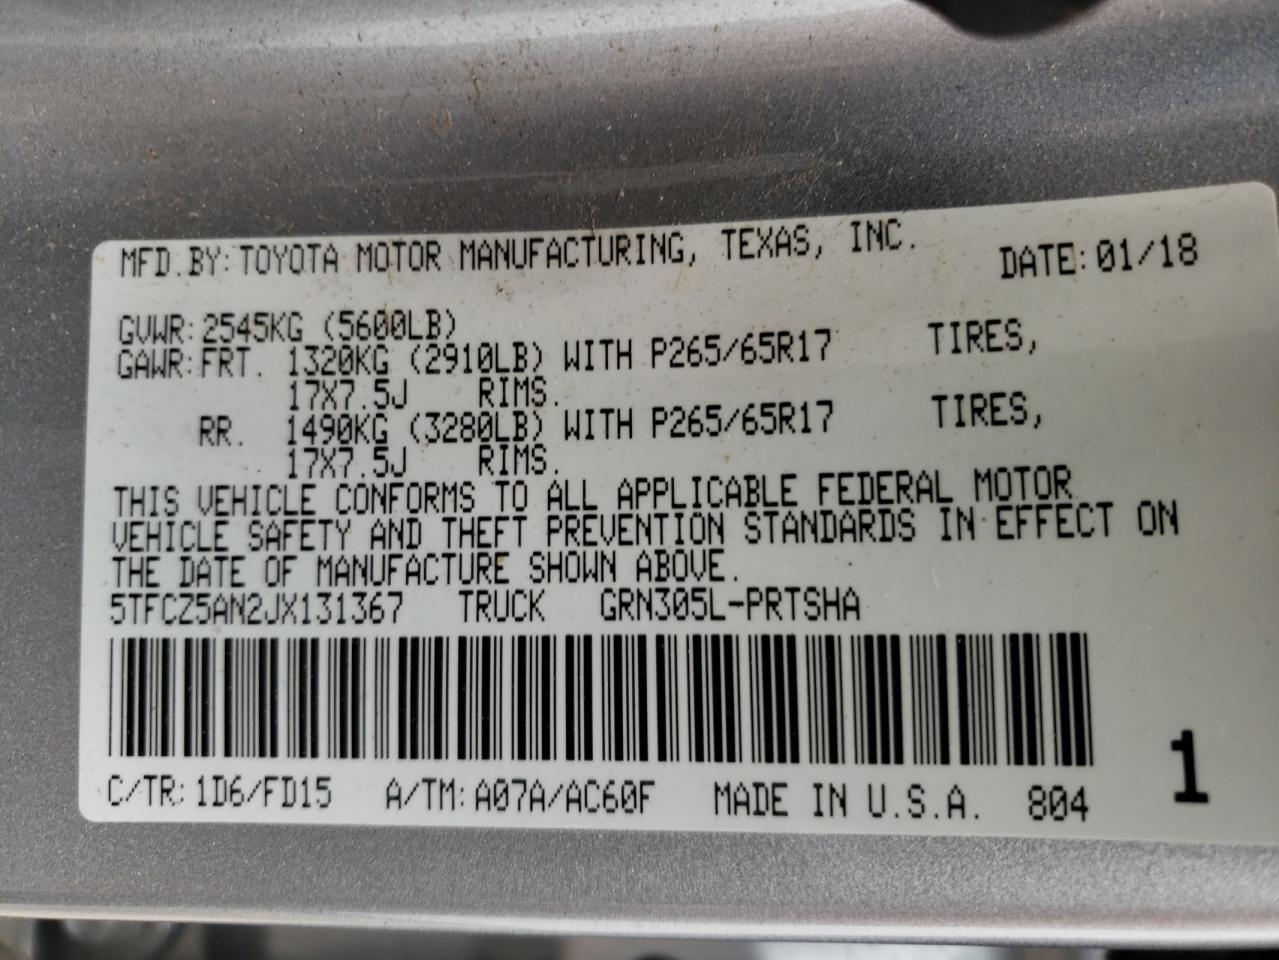 MFD.BY:TOYOTA MOTOR MANUFACTURING, TEXAS, INC. DATE:01/18
GVWR:2545KG (5600LB)
GAWR:FRT. 1320KG (2910LB) WITH P265/65R17 TIRES,
17X7.5J RIMS.
RR. 1490KG (3280LB) WITH P265/65R17 TIRES,
17X7.5J RIMS.
THIS VEHICLE CONFORMS TO ALL APPLICABLE FEDERAL MOTOR
VEHICLE SAFETY AND THEFT PREVENTION STANDARDS IN EFFECT ON
THE DATE OF MANUFACTURE SHOWN ABOVE.
5TFCZ5AN2JX131367 TRUCK GRN305L-PRTSHA
1
C/TR:1D6/FD15 A/TM:A07A/AC60F MADE IN U.S.A. 804